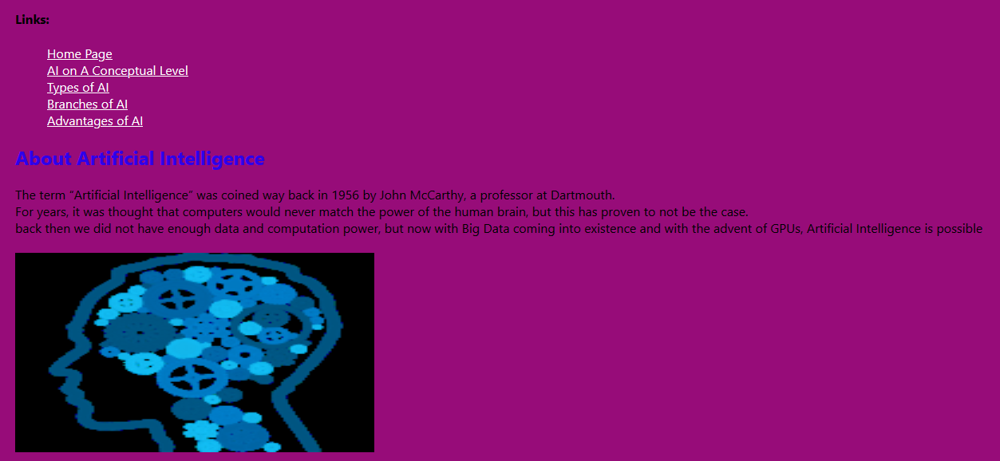 Links:
Home Page
AI on A Conceptual Level
Types of AI
Branches of AI
Advantages of AI
About Artificial Intelligence
The term “Artificial Intelligence” was coined way back in 1956 by John McCarthy, a professor at Dartmouth.
For years, it was thought that computers would never match the power of the human brain, but this has proven to not be the case.
back then we did not have enough data and computation power, but now with Big Data coming into existence and with the advent of GPUs, Artificial Intelligence is possible